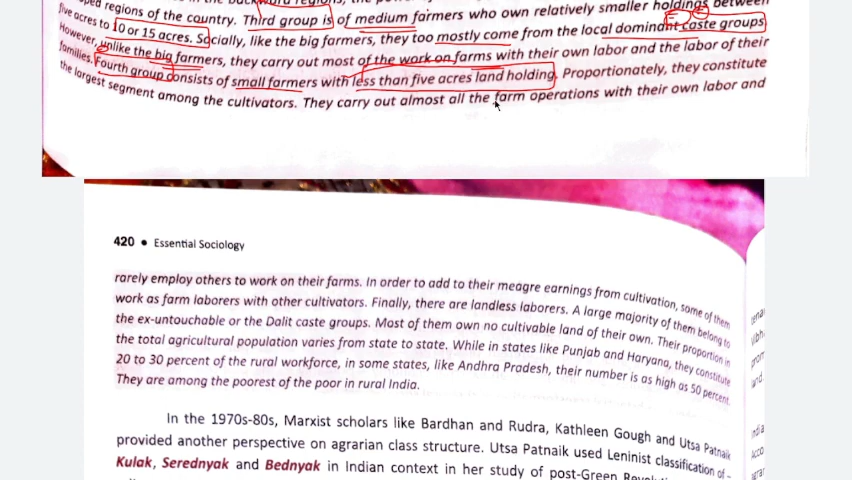 regions of the country. Third group is of medium farmers who own relatively smaller holdings between
five acres to 10 or 15 acres. Socially, like the big farmers, they too mostly come from the local dominant caste groups
However, unlike the big farmers, they carry out most of the work on farms with their own labor and the labor of their
families. Fourth group consists of small farmers with less than five acres land holding. Proportionately, they constitute
the largest segment among the cultivators. They carry out almost all the farm operations with their own labor and
420 • Essential Sociology
rarely employ others to work on their farms. In order to add to their meagre earnings from cultivation, some of them
work as farm laborers with other cultivators. Finally, there are landless laborers. A large majority of them belong to
the ex-untouchable or the Dalit caste groups. Most of them own no cultivable land of their own. Their proportion in
the total agricultural population varies from state to state. While in states like Punjab and Haryana, they constitute
20 to 30 percent of the rural workforce, in some states, like Andhra Pradesh, their number is as high as 50 percent.
They are among the poorest of the poor in rural India.
In the 1970s-80s, Marxist scholars like Bardhan and Rudra, Kathleen Gough and Utsa Patnaik
provided another perspective on agrarian class structure. Utsa Patnaik used Leninist classification of -
Kulak, Serednyak and Bednyak in Indian context in her study of post-Green